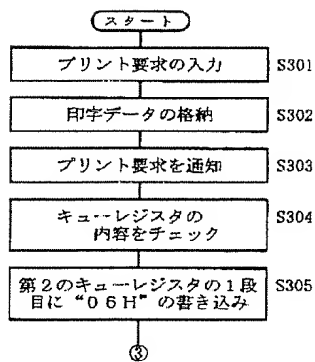 スタート
プリント要求の入力 S301
印字データの格納 S302
プリント要求を通知 S303
キューレジスタの S304
内容をチェック
第2のキューレジスタの1段 S305
目に“06H”の書き込み
③